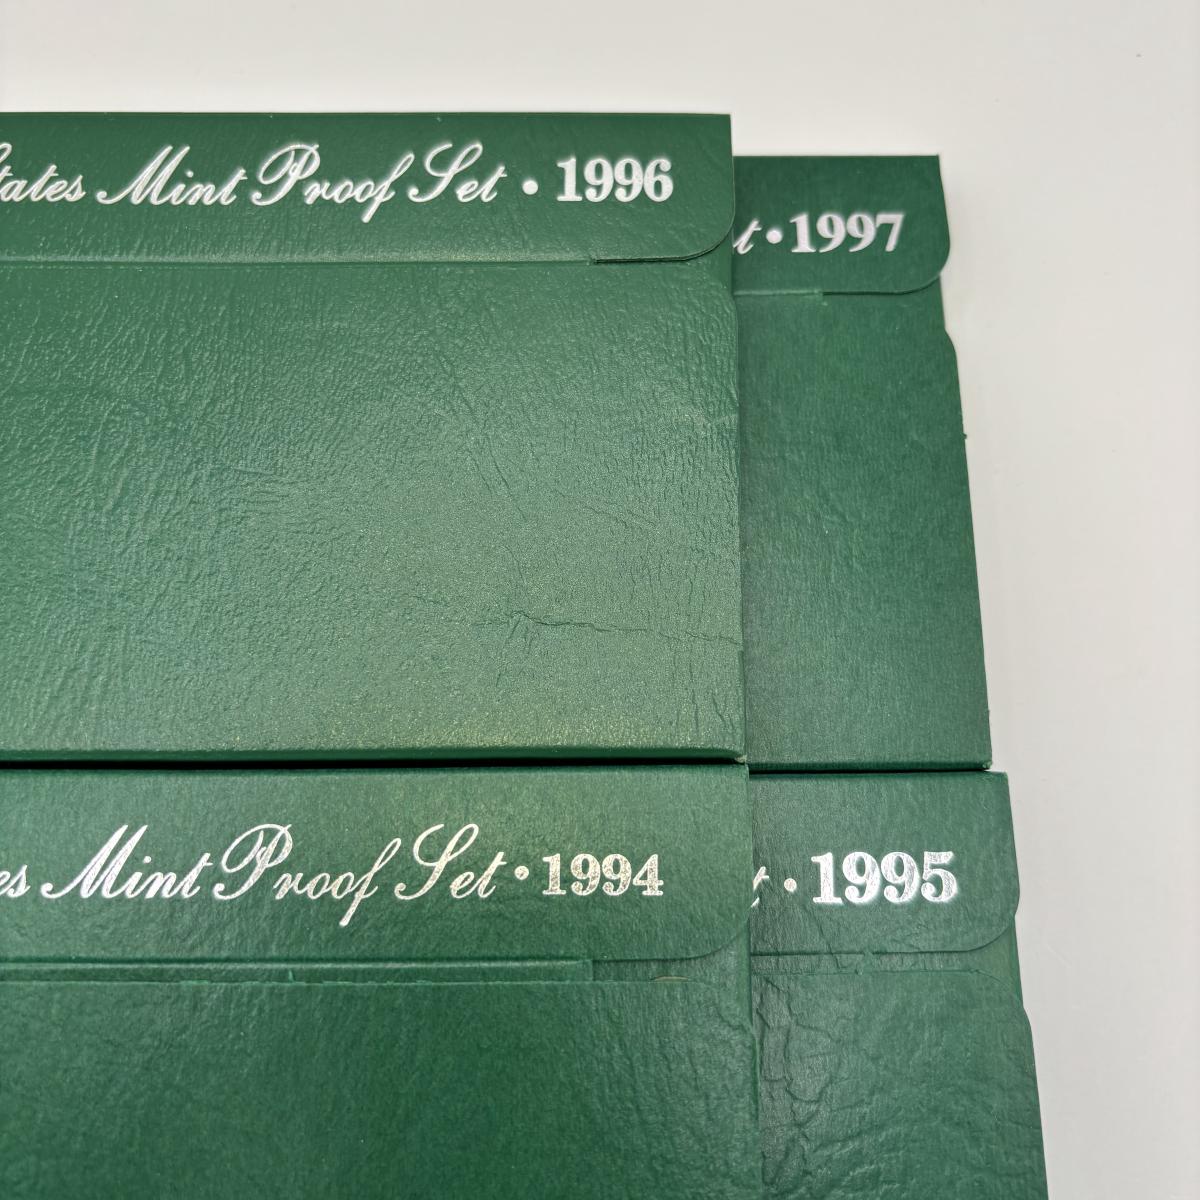 tates Mint Proof Set • 1996
t • 1997
es Mint Proof Set • 1994
t • 1995